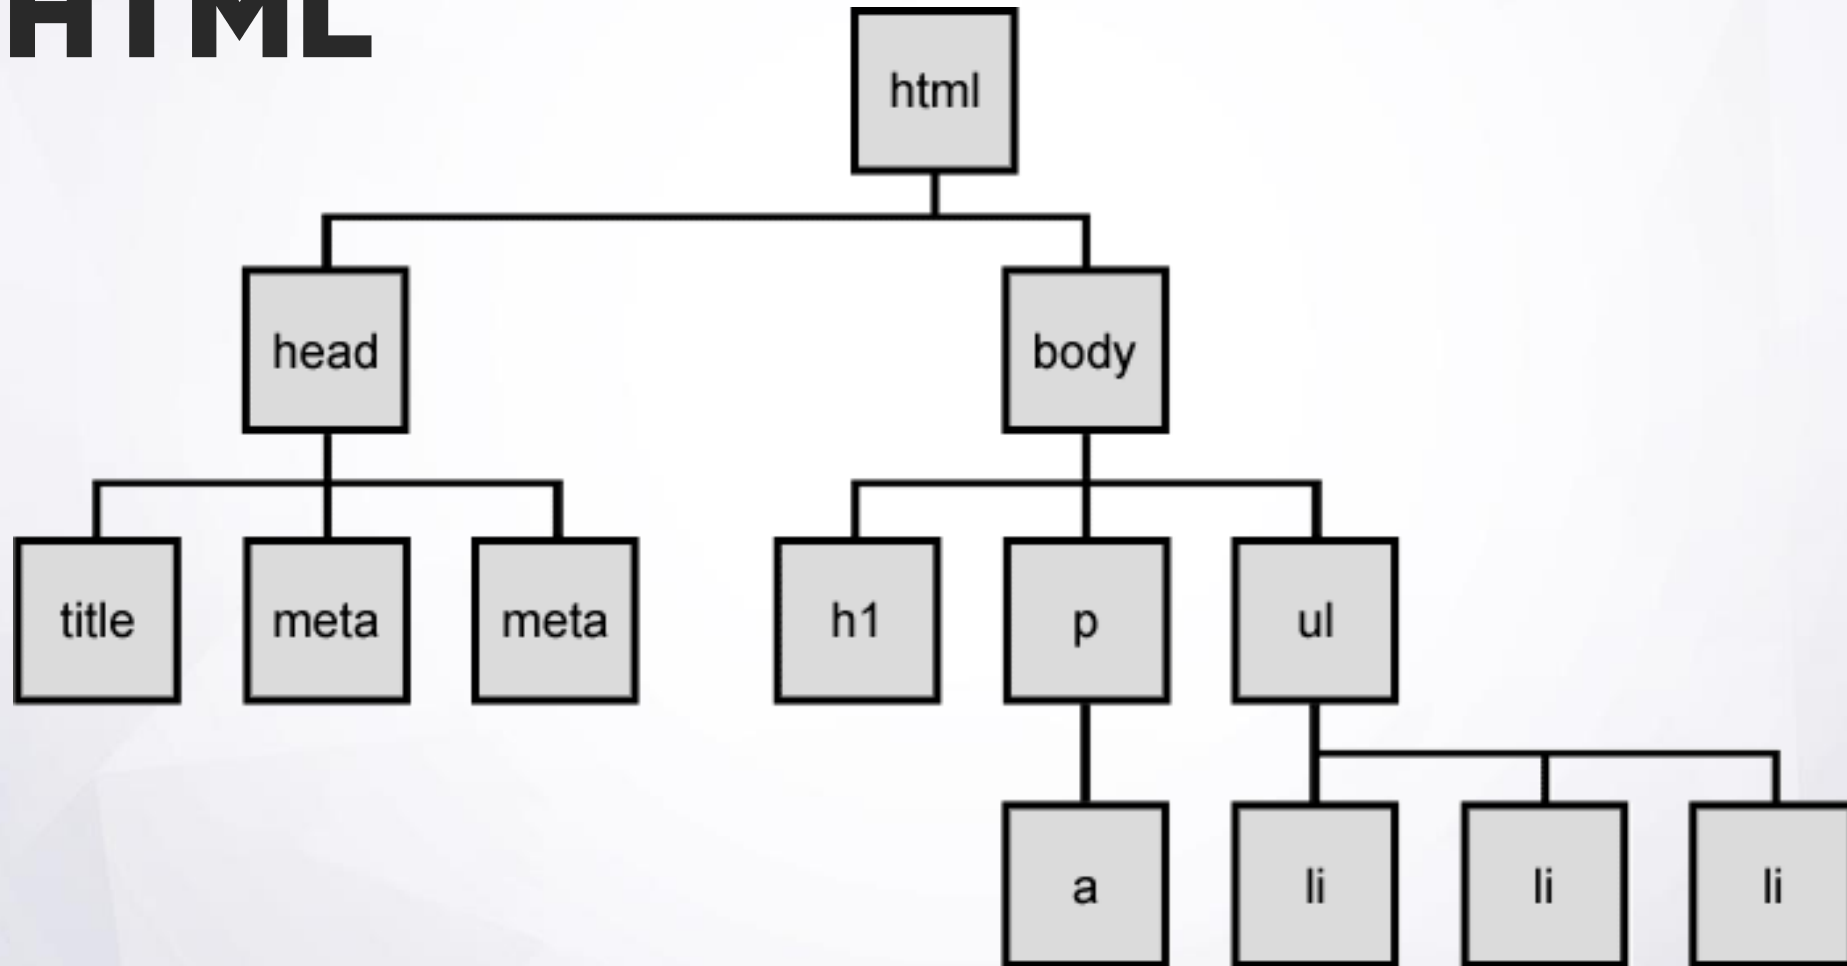 HTML
html
head body
title meta meta h1 p ul
a li li li